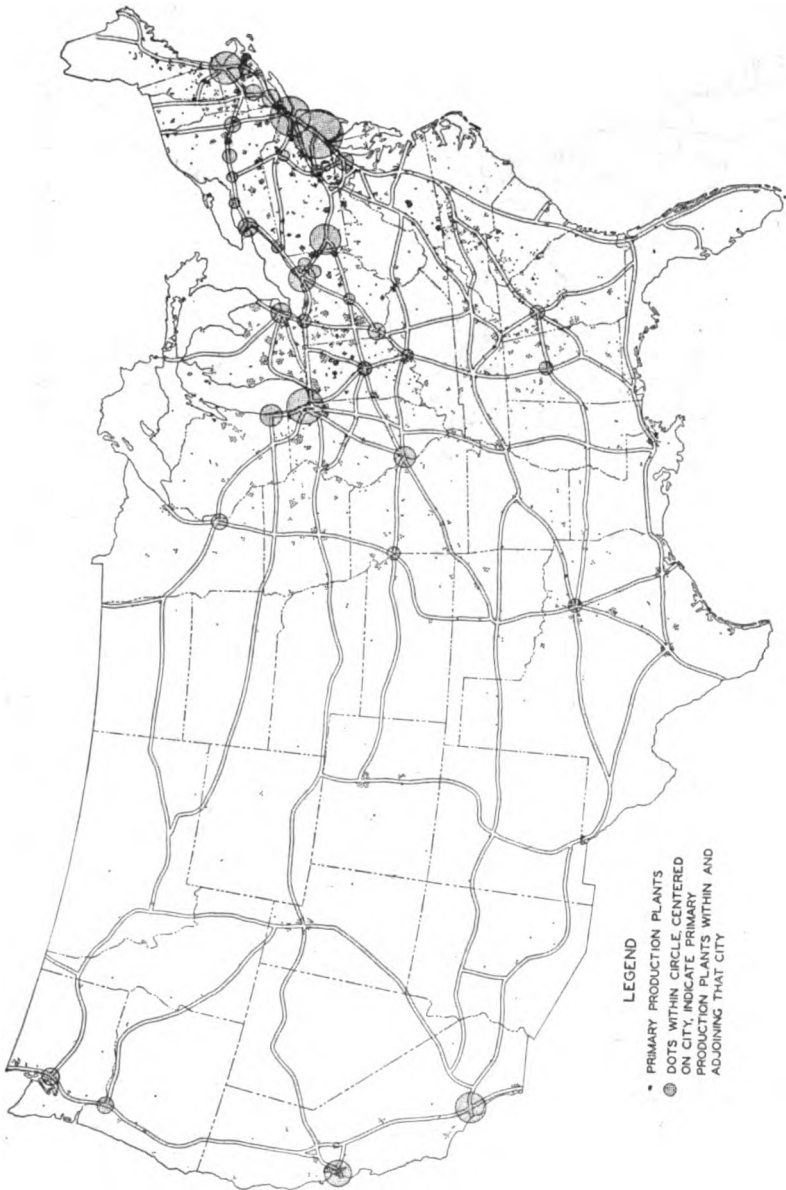 LEGEND
PRIMARY PRODUCTION PLANTS
DOTS WITHIN CIRCLE, CENTERED
ON CITY, INDICATE PRIMARY
PRODUCTION PLANTS WITHIN AND
ADJOINING THAT CITY